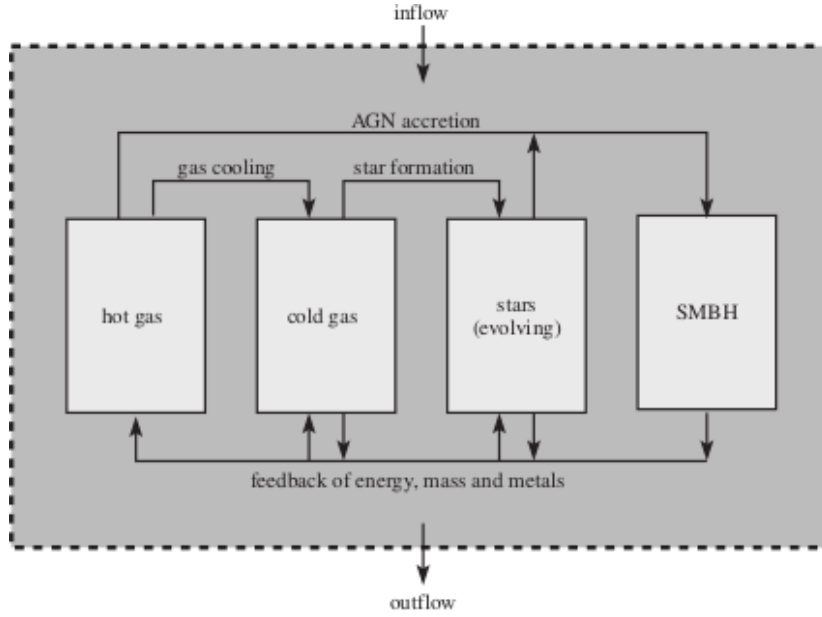 inflow
AGN accretion
gas cooling
star formation
hot gas
cold gas
stars
(evolving)
SMBH
feedback of energy, mass and metals
outflow